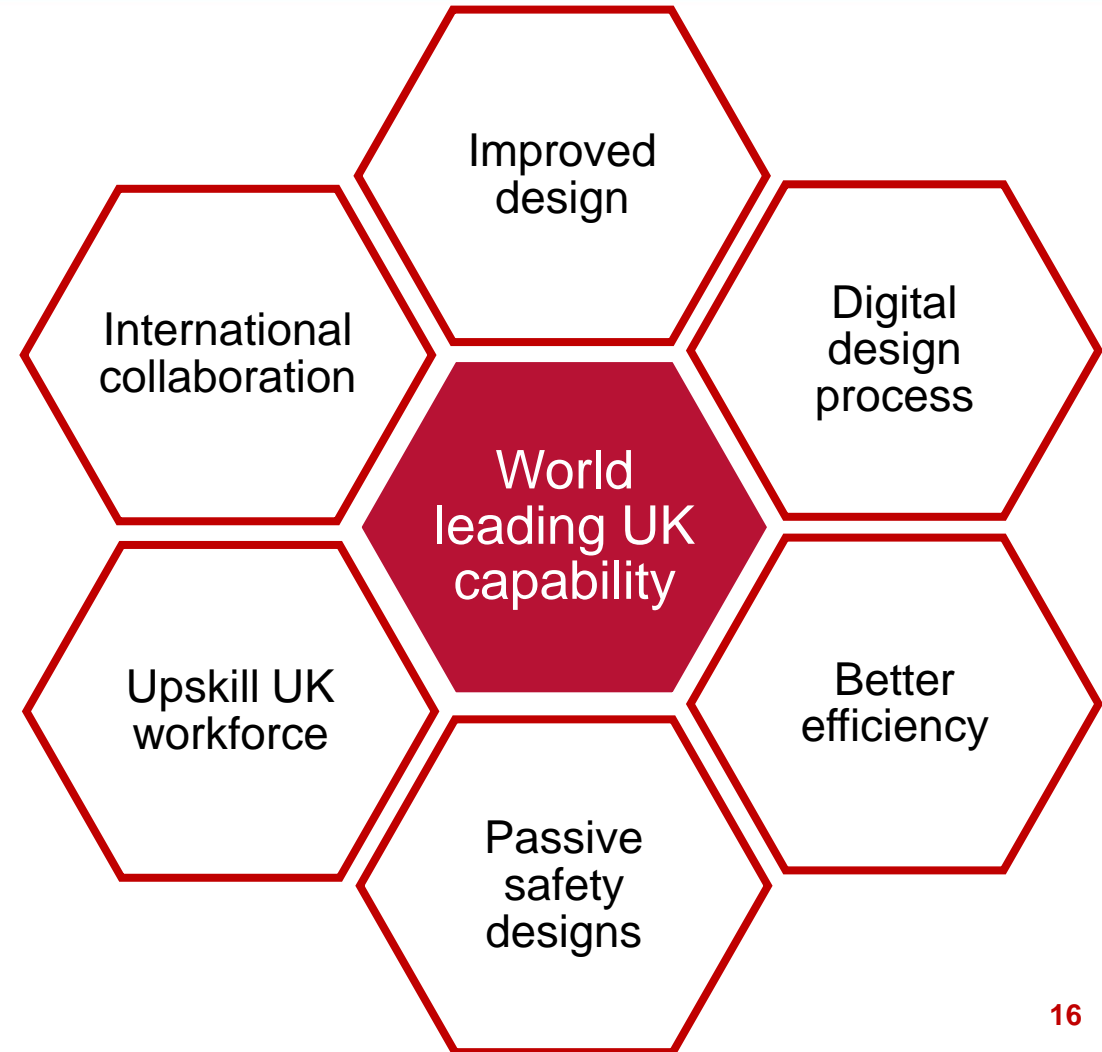 Improved
design
Digital
design
process
International
collaboration
World
leading UK
capability
Better
efficiency
Upskill UK
workforce
Passive
safety
designs
16